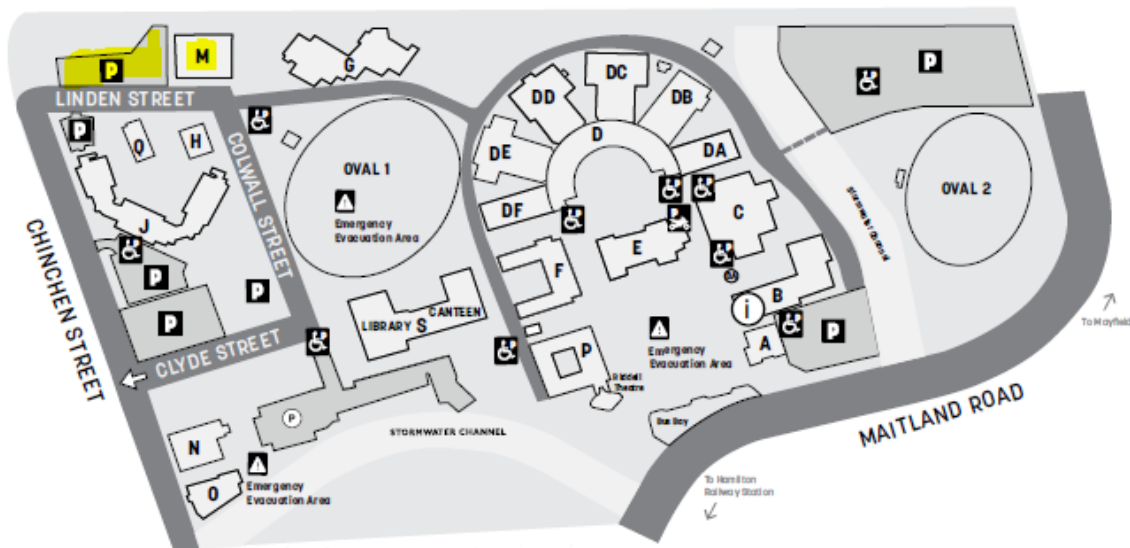 M
P
LINDEN STREET
G
DC
DD
DB
D
DE
DA
DF
P
P
Q
H
COLWALL STREET
OVAL 1
Emergency
Evacuation Area
OVAL 2
C
E
F
J
P
P
P
CHINCHEN STREET
CLYDE STREET
LIBRARY S
CANTEEN
i
B
A
P
Emergency
Evacuation Area
P
Riddell
Theatre
To Mayfield
MAITLAND ROAD
Bus Bay
P
STORMWATER CHANNEL
N
O
Emergency
Evacuation Area
To Hamilton
Railway Station